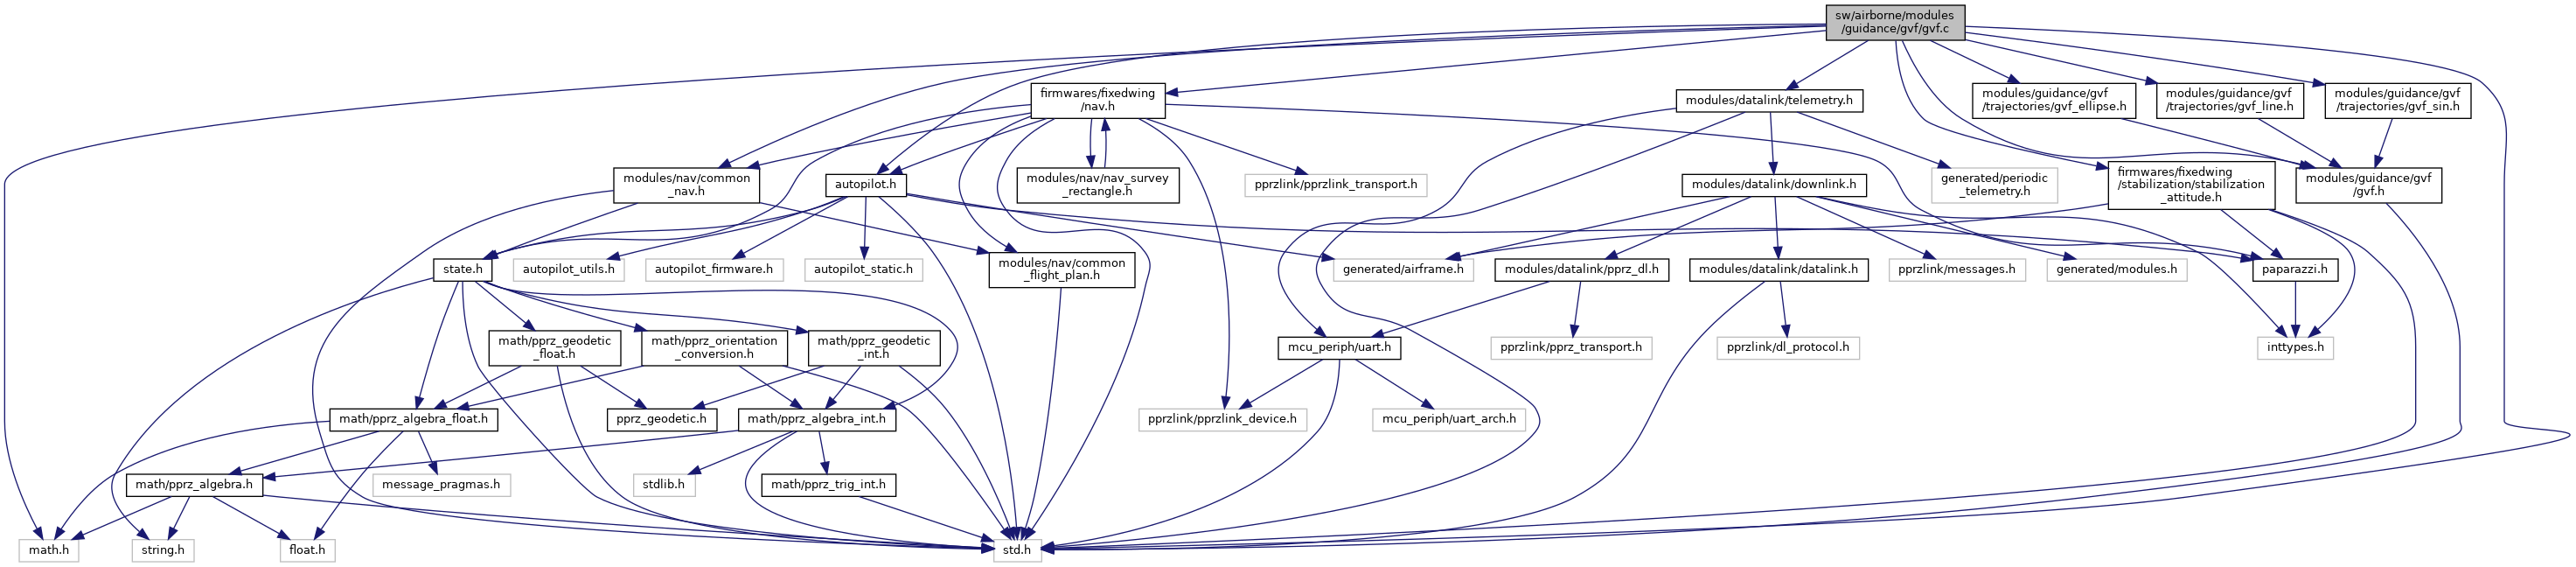 sw/airborne/modules
/guidance/gvf/gvf.c
firmwares/fixedwing
/nav.h
modules/datalink/telemetry.h
modules/guidance/gvf
/trajectories/gvf_ellipse.h
modules/guidance/gvf
/trajectories/gvf_line.h
modules/guidance/gvf
/trajectories/gvf_sin.h
modules/nav/common
_nav.h
autopilot.h
modules/nav/nav_survey
_rectangle.h
pprzlink/pprzlink_transport.h
modules/datalink/downlink.h
generated/periodic
_telemetry.h
firmwares/fixedwing
/stabilization/stabilization
_attitude.h
modules/guidance/gvf
/gvf.h
state.h
autopilot_utils.h
autopilot_firmware.h
autopilot_static.h
modules/nav/common
_flight_plan.h
generated/airframe.h
modules/datalink/pprz_dl.h
modules/datalink/datalink.h
pprzlink/messages.h
generated/modules.h
paparazzi.h
math/pprz_geodetic
_float.h
math/pprz_orientation
_conversion.h
math/pprz_geodetic
_int.h
mcu_periph/uart.h
pprzlink/pprz_transport.h
pprzlink/dl_protocol.h
inttypes.h
math/pprz_algebra_float.h
pprz_geodetic.h
math/pprz_algebra_int.h
pprzlink/pprzlink_device.h
mcu_periph/uart_arch.h
math/pprz_algebra.h
message_pragmas.h
stdlib.h
math/pprz_trig_int.h
math.h
string.h
float.h
std.h